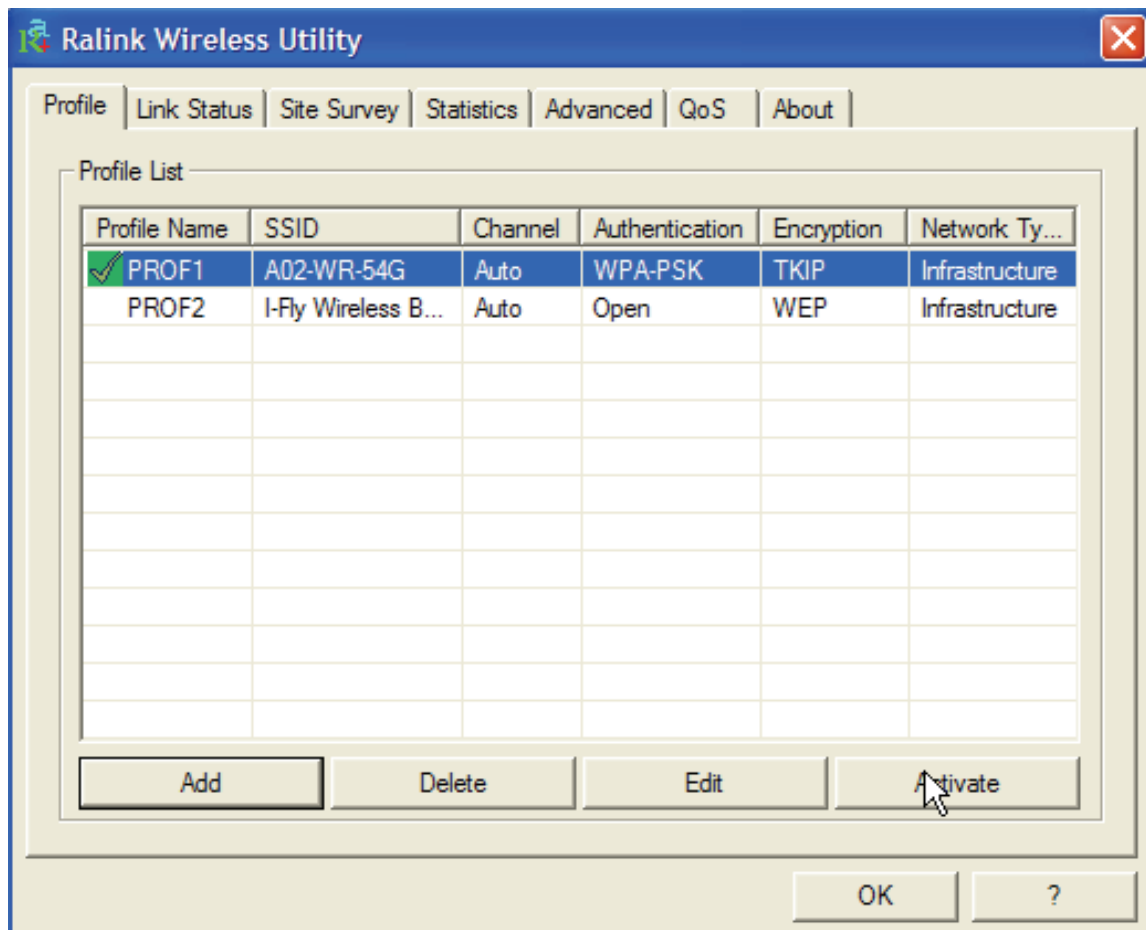 Ralink Wireless Utility
Profile Link Status Site Survey Statistics Advanced QoS About
Profile List
Profile Name SSID Channel Authentication Encryption Network Ty...
PROF1 A02-WR-54G Auto WPA-PSK TKIP Infrastructure
PROF2 I-Fly Wireless B... Auto Open WEP Infrastructure
Add Delete Edit Activate
OK ?